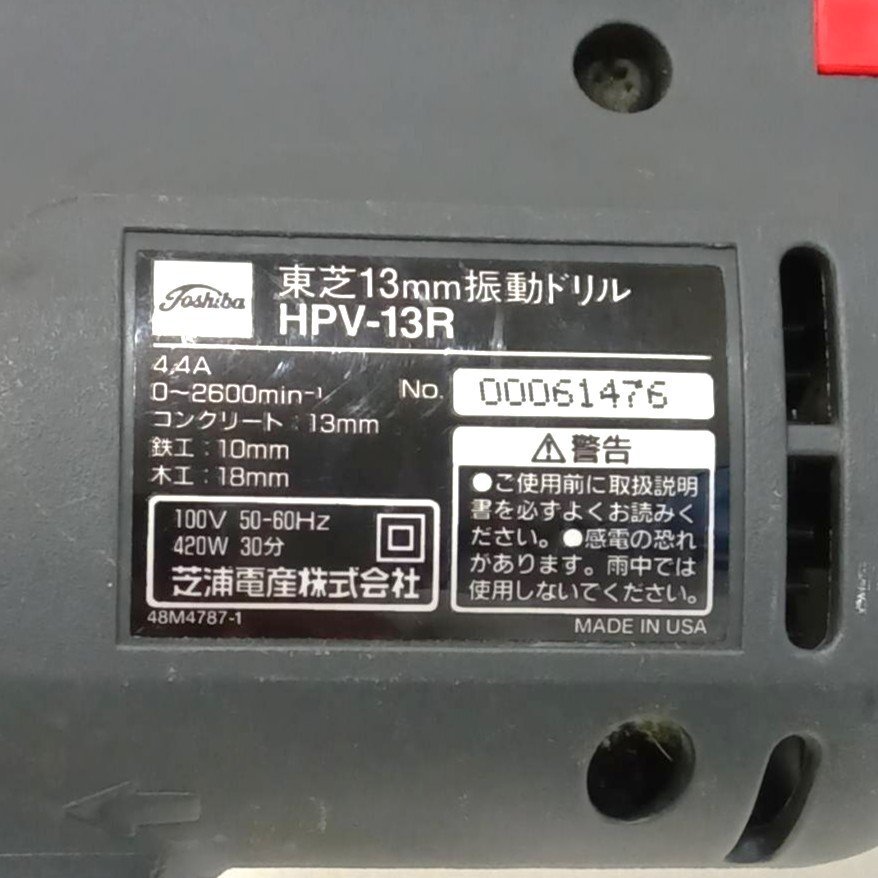 Toshiba
東芝13mm振動ドリル
HPV-13R
4.4A
0〜2600min⁻¹
コンクリート：13mm
鉄工：10mm
木工：18mm
No. 00061476
⚠警告
●ご使用前に取扱説明
書を必ずよくお読みく
ださい。●感電の恐れ
があります。雨中では
使用しないでください。
100V 50-60Hz
420W 30分
芝浦電産株式会社
48M4787-1
MADE IN USA